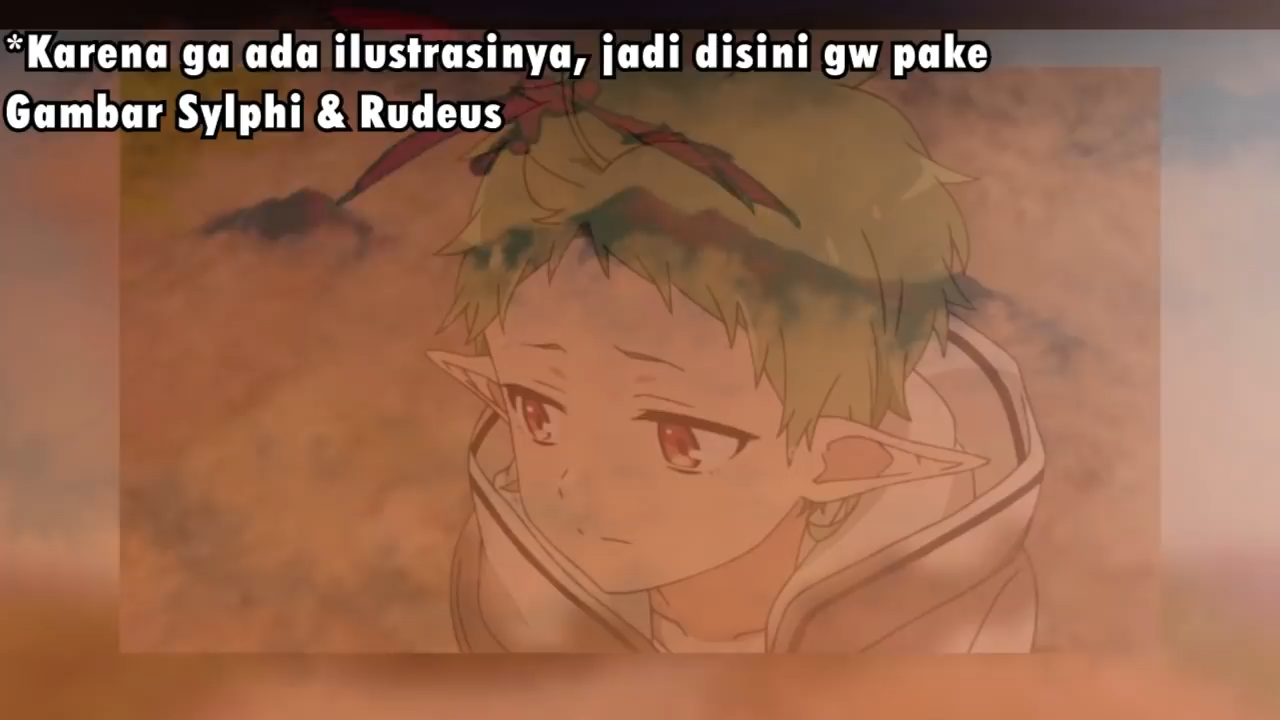 *Karena ga ada ilustrasinya, jadi disini gw pake
Gambar Sylphi & Rudeus